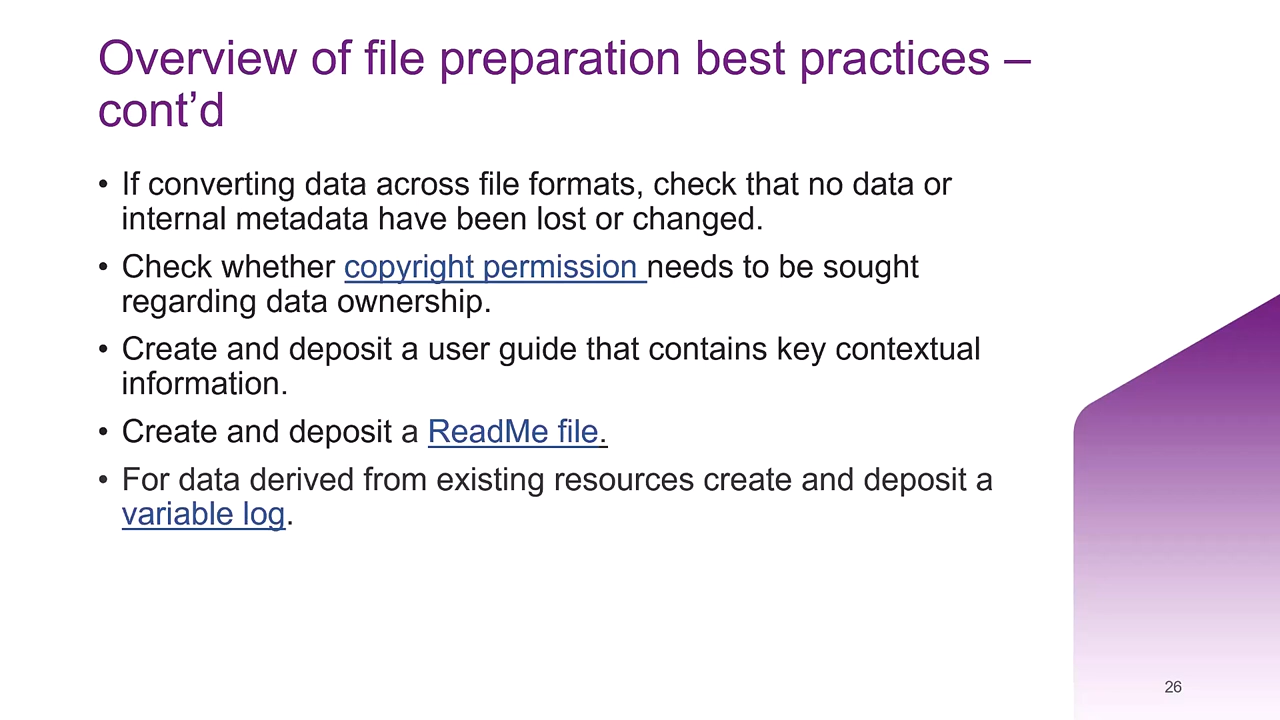 Overview of file preparation best practices –
cont’d
• If converting data across file formats, check that no data or
internal metadata have been lost or changed.
• Check whether copyright permission needs to be sought
regarding data ownership.
• Create and deposit a user guide that contains key contextual
information.
• Create and deposit a ReadMe file.
• For data derived from existing resources create and deposit a
variable log.
26